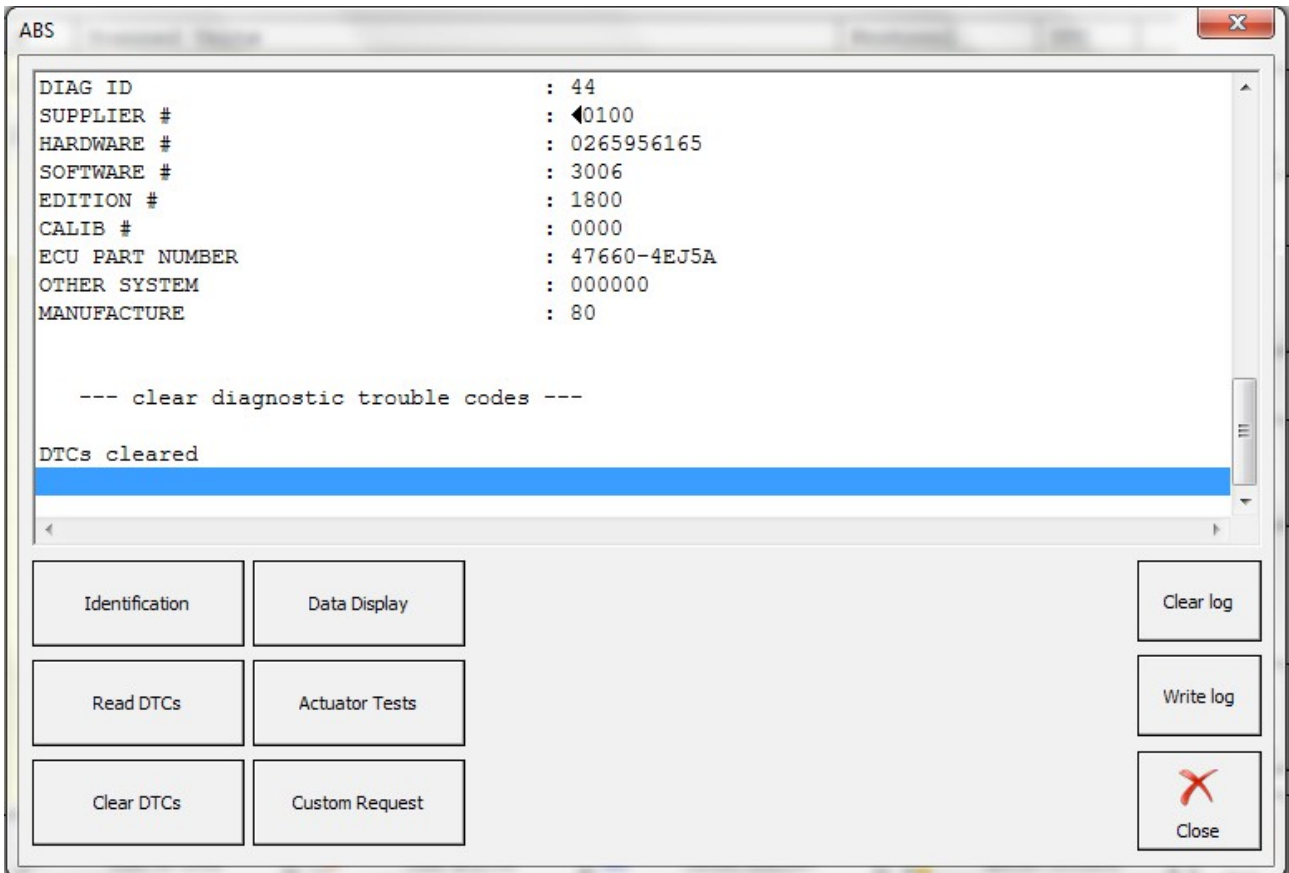 ABS
DIAG ID : 44
SUPPLIER # : ◀0100
HARDWARE # : 0265956165
SOFTWARE # : 3006
EDITION # : 1800
CALIB # : 0000
ECU PART NUMBER : 47660-4EJ5A
OTHER SYSTEM : 000000
MANUFACTURE : 80
--- clear diagnostic trouble codes ---
DTCs cleared
Identification
Data Display
Clear log
Read DTCs
Actuator Tests
Write log
Clear DTCs
Custom Request
Close